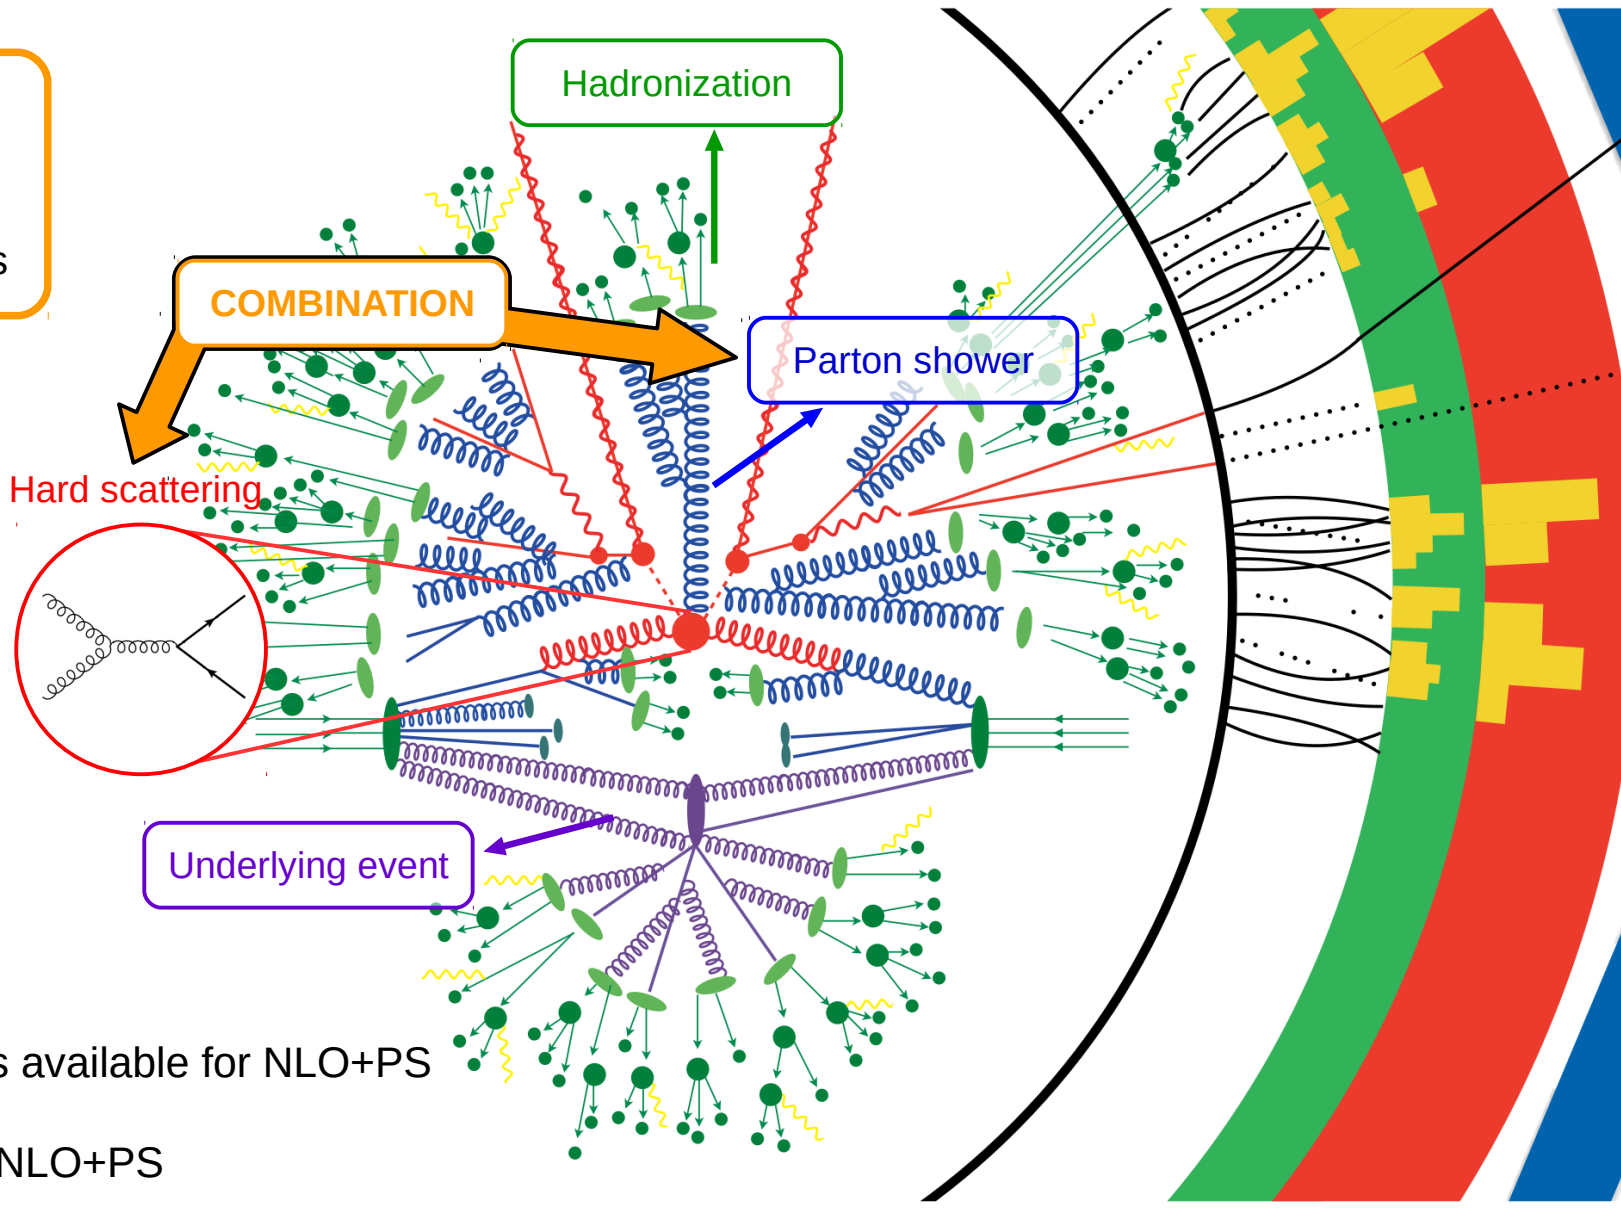 Hadronization
s
COMBINATION
Parton shower
Hard scattering
Underlying event
s available for NLO+PS
NLO+PS